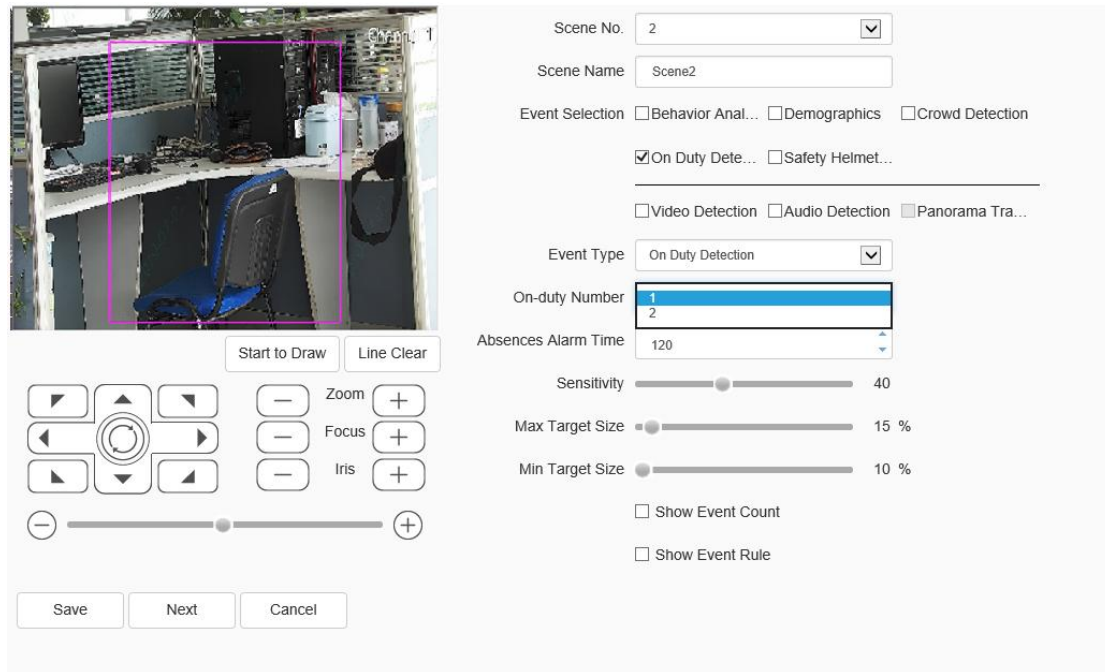 Scene No. 2
Scene Name Scene2
Event Selection Behavior Anal... Demographics Crowd Detection
On Duty Dete... Safety Helmet...
Video Detection Audio Detection Panorama Tra...
Event Type On Duty Detection
On-duty Number 1
2
Absences Alarm Time 120
Start to Draw Line Clear
Sensitivity 40
Zoom
Max Target Size 15 %
Focus
Min Target Size 10 %
Iris
Show Event Count
Show Event Rule
Save Next Cancel